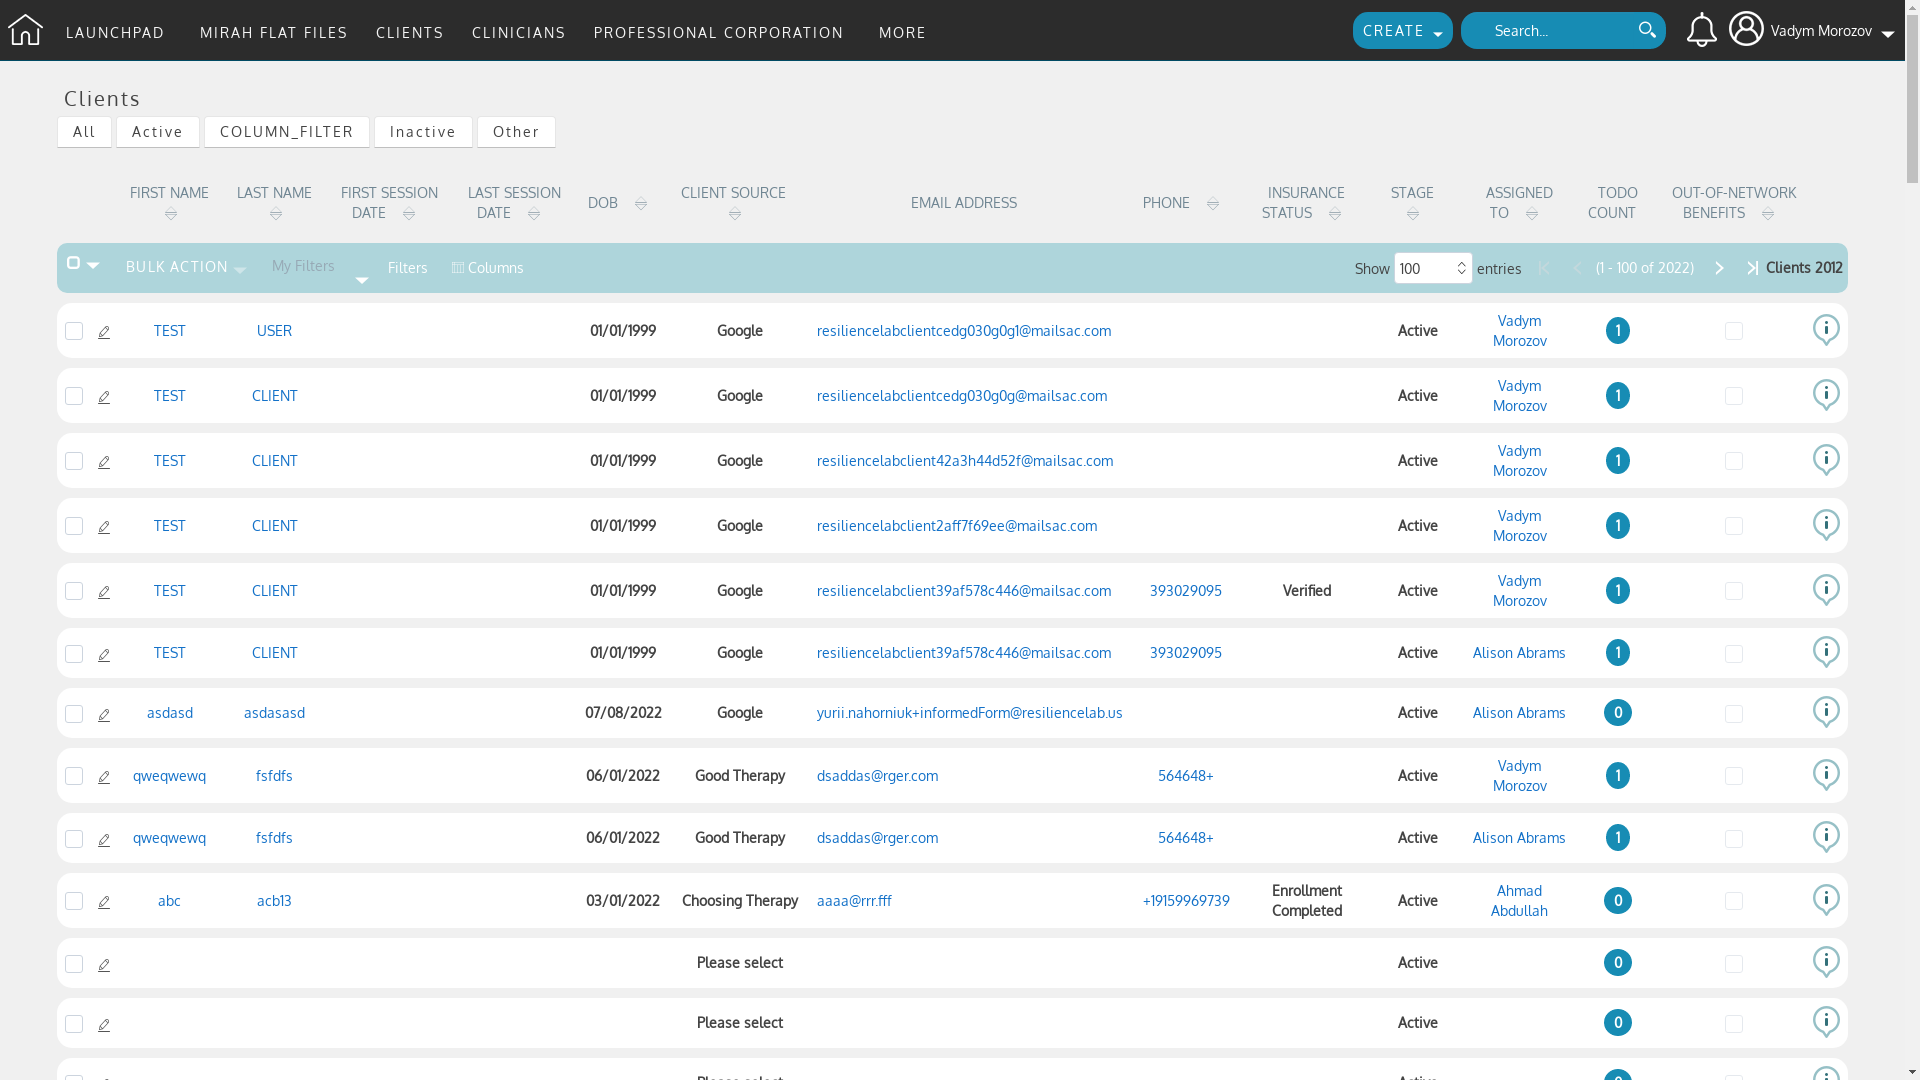 LAUNCHPAD MIRAH FLAT FILES CLIENTS CLINICIANS PROFESSIONAL CORPORATION MORE CREATE Search... Vadym Morozov
Clients
All Active COLUMN_FILTER Inactive Other
FIRST NAME LAST NAME FIRST SESSION DATE LAST SESSION DATE DOB CLIENT SOURCE EMAIL ADDRESS PHONE INSURANCE STATUS STAGE ASSIGNED TO TODO COUNT OUT-OF-NETWORK BENEFITS
BULK ACTION My Filters Filters Columns Show 100 entries (1 - 100 of 2022) Clients 2012
TEST USER 01/01/1999 Google resiliencelabclientcedg030g0g1@mailsac.com Active Vadym Morozov 1
TEST CLIENT 01/01/1999 Google resiliencelabclientcedg030g0g@mailsac.com Active Vadym Morozov 1
TEST CLIENT 01/01/1999 Google resiliencelabclient42a3h44d52f@mailsac.com Active Vadym Morozov 1
TEST CLIENT 01/01/1999 Google resiliencelabclient2aff7f69ee@mailsac.com Active Vadym Morozov 1
TEST CLIENT 01/01/1999 Google resiliencelabclient39af578c446@mailsac.com 393029095 Verified Active Vadym Morozov 1
TEST CLIENT 01/01/1999 Google resiliencelabclient39af578c446@mailsac.com 393029095 Active Alison Abrams 1
asdasd asdasasd 07/08/2022 Google yurii.nahorniuk+informedForm@resiliencelab.us Active Alison Abrams 0
qweqwewq fsfdfs 06/01/2022 Good Therapy dsaddas@rger.com 564648+ Active Vadym Morozov 1
qweqwewq fsfdfs 06/01/2022 Good Therapy dsaddas@rger.com 564648+ Active Alison Abrams 1
abc acb13 03/01/2022 Choosing Therapy aaaa@rrr.fff +19159969739 Enrollment Completed Active Ahmad Abdullah 0
Please select Active 0
Please select Active 0
Please select Active 0